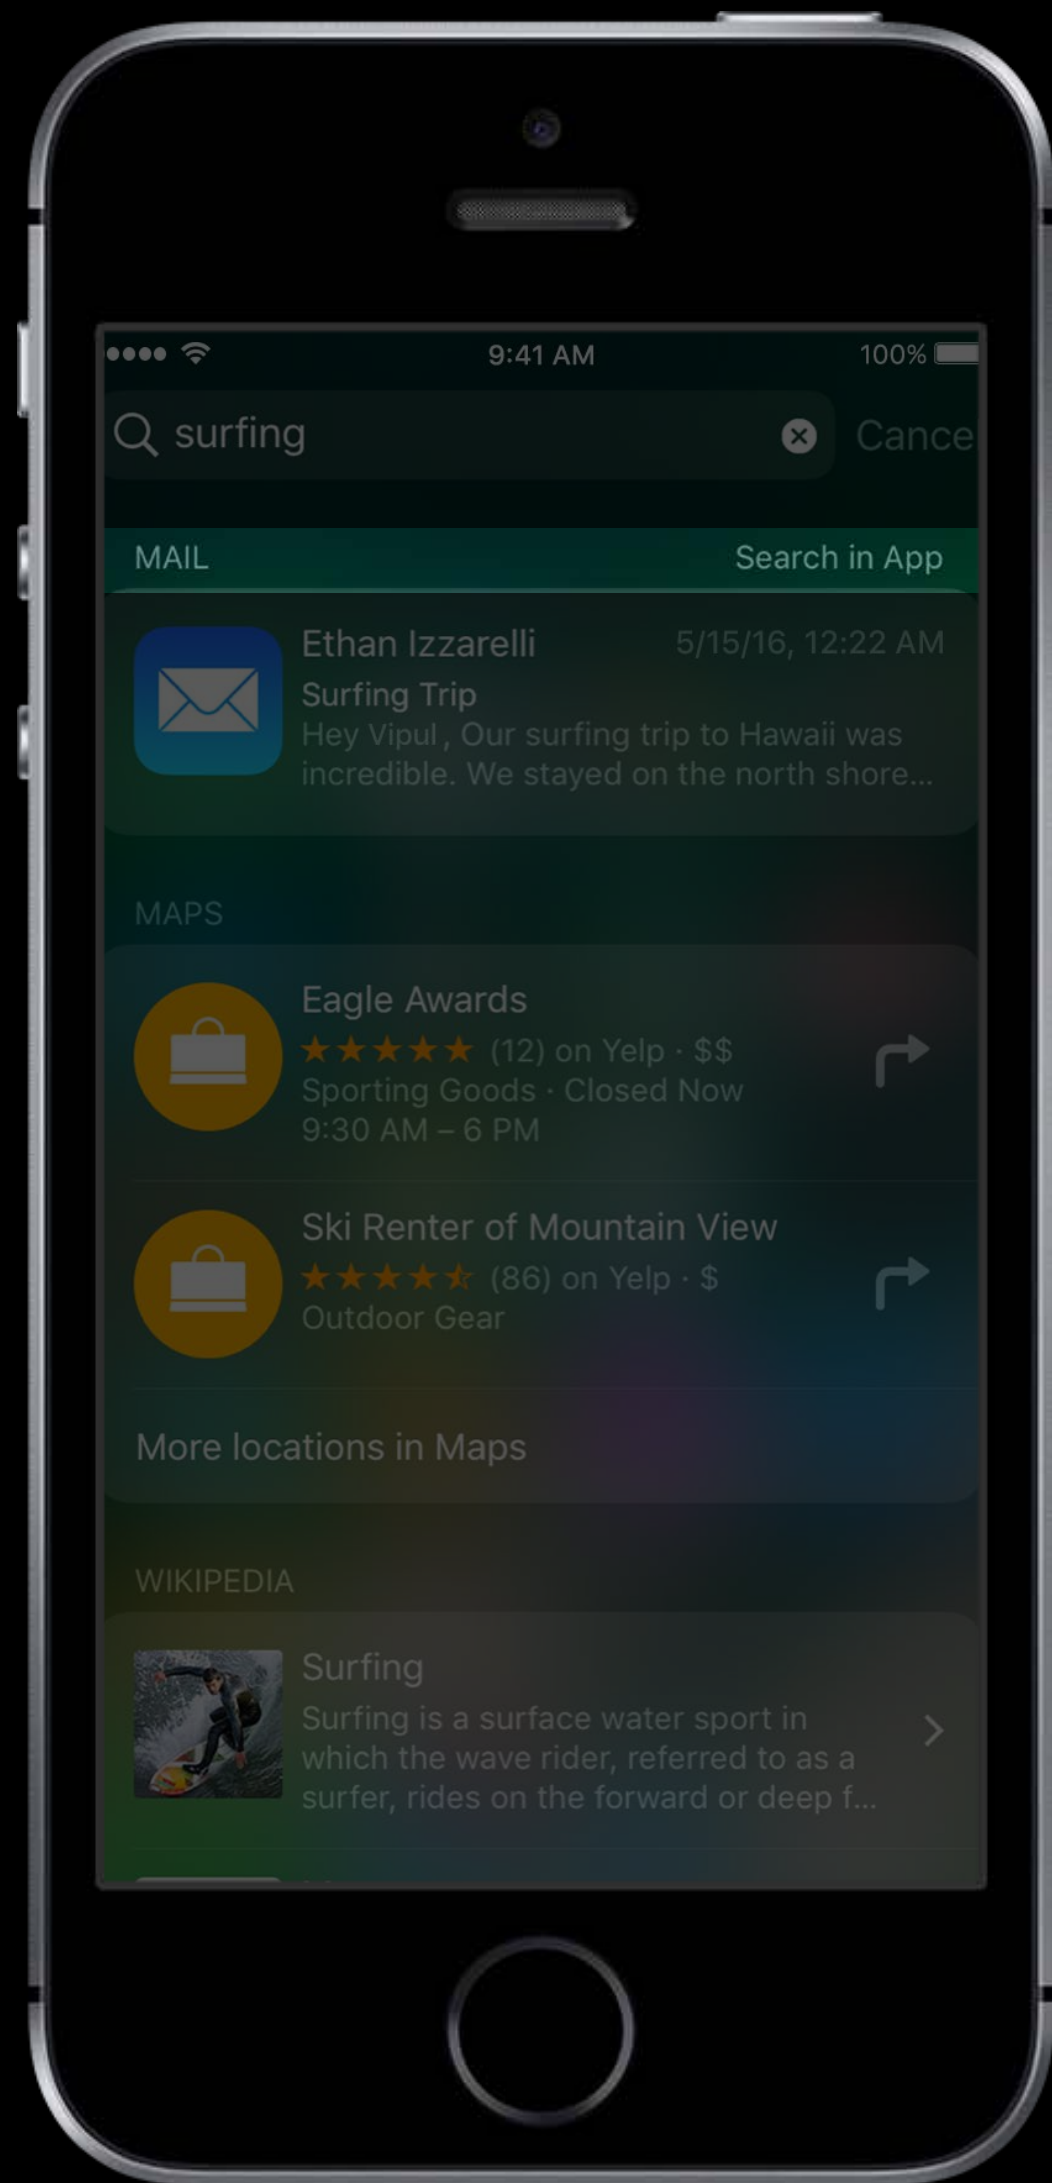 9:41 AM 100%
surfing Cance
MAIL Search in App
Ethan Izzarelli 5/15/16, 12:22 AM
Surfing Trip
Hey Vipul, Our surfing trip to Hawaii was
incredible. We stayed on the north shore...
MAPS
Eagle Awards
★★★★★ (12) on Yelp · $$
Sporting Goods · Closed Now
9:30 AM – 6 PM
Ski Renter of Mountain View
(86) on Yelp · $
Outdoor Gear
More locations in Maps
WIKIPEDIA
Surfing
Surfing is a surface water sport in
which the wave rider, referred to as a
surfer, rides on the forward or deep f...